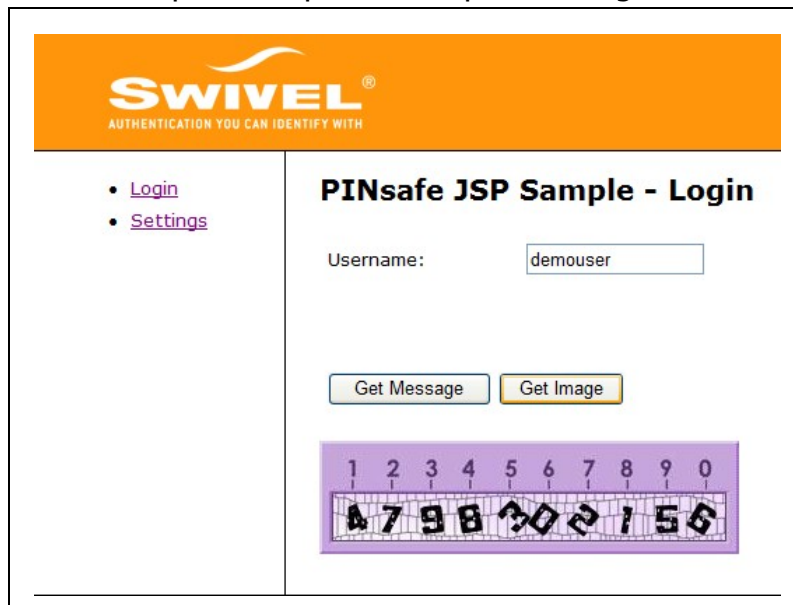 SWIVEL®
AUTHENTICATION YOU CAN IDENTIFY WITH
• Login
• Settings
PINsafe JSP Sample - Login
Username: demouser
Get Message Get Image
1 2 3 4 5 6 7 8 9 0
4 7 9 8 3 0 2 1 5 6